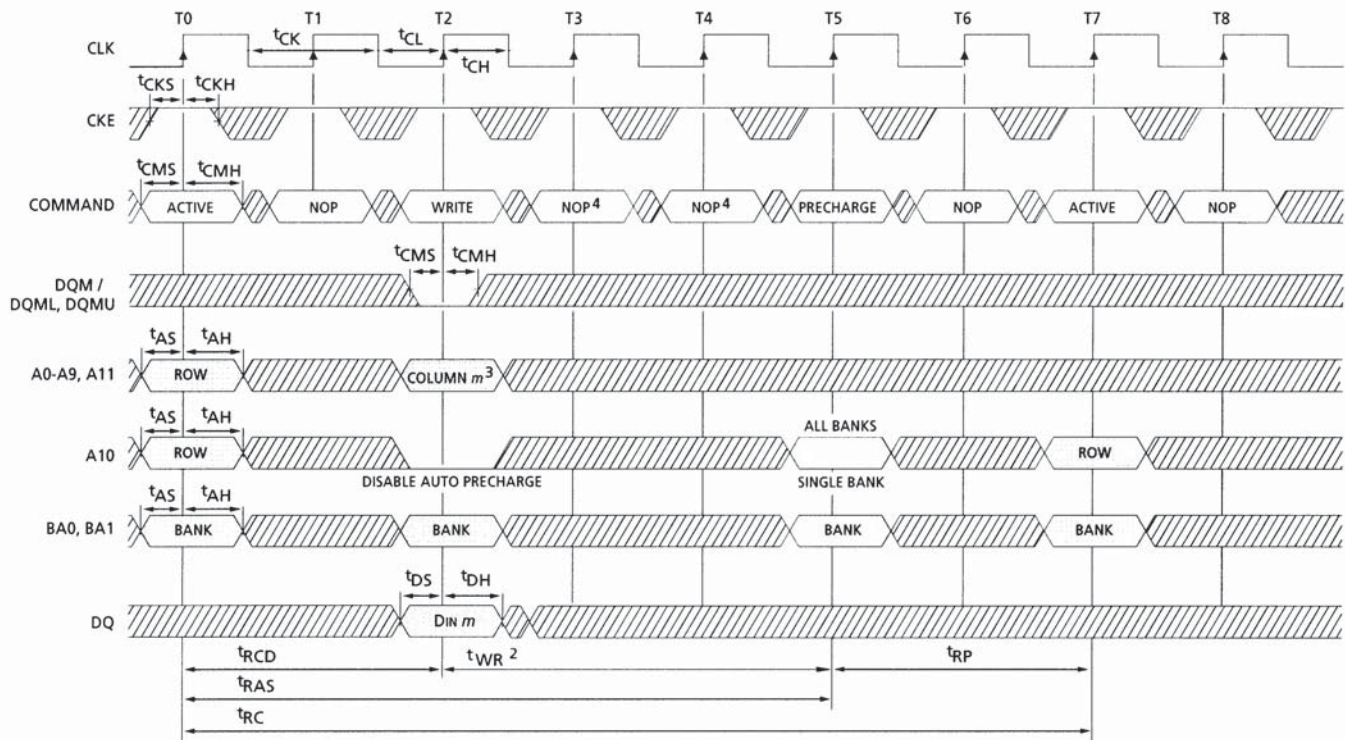 T0 T1 T2 T3 T4 T5 T6 T7 T8
CLK
tCK tCL
tCH
tCKS tCKH
CKE
tCMS tCMH
COMMAND ACTIVE NOP WRITE NOP4 NOP4 PRECHARGE NOP ACTIVE NOP
tCMS tCMH
DQM /
DQML, DQMU
tAS tAH
A0-A9, A11 ROW COLUMN m3
tAS tAH ALL BANKS
A10 ROW ROW
DISABLE AUTO PRECHARGE SINGLE BANK
tAS tAH
BA0, BA1 BANK BANK BANK BANK
tDS tDH
DQ DIN m
tRCD tWR 2 tRP
tRAS
tRC